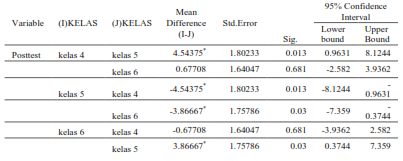 95% Confidence Interval
Variable (I)KELAS (J)KELAS Mean Difference (I-J) Std.Error Sig. Lower bound Upper Bound
Posttest kelas 4 kelas 5 4.54375* 1.80233 0.013 0.9631 8.1244
kelas 6 0.67708 1.64047 0.681 -2.582 3.9362
kelas 5 kelas 4 -4.54375* 1.80233 0.013 -8.1244 -0.9631
kelas 6 -3.86667* 1.75786 0.03 -7.359 -0.3744
kelas 6 kelas 4 -0.67708 1.64047 0.681 -3.9362 2.582
kelas 5 3.86667* 1.75786 0.03 0.3744 7.359